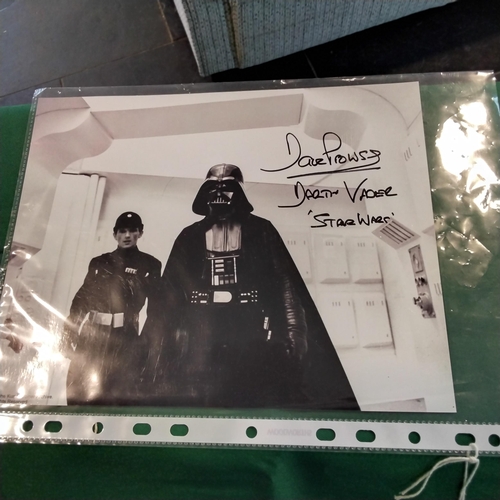 Dave Prowse
DARTH VADER
'STAR WARS'